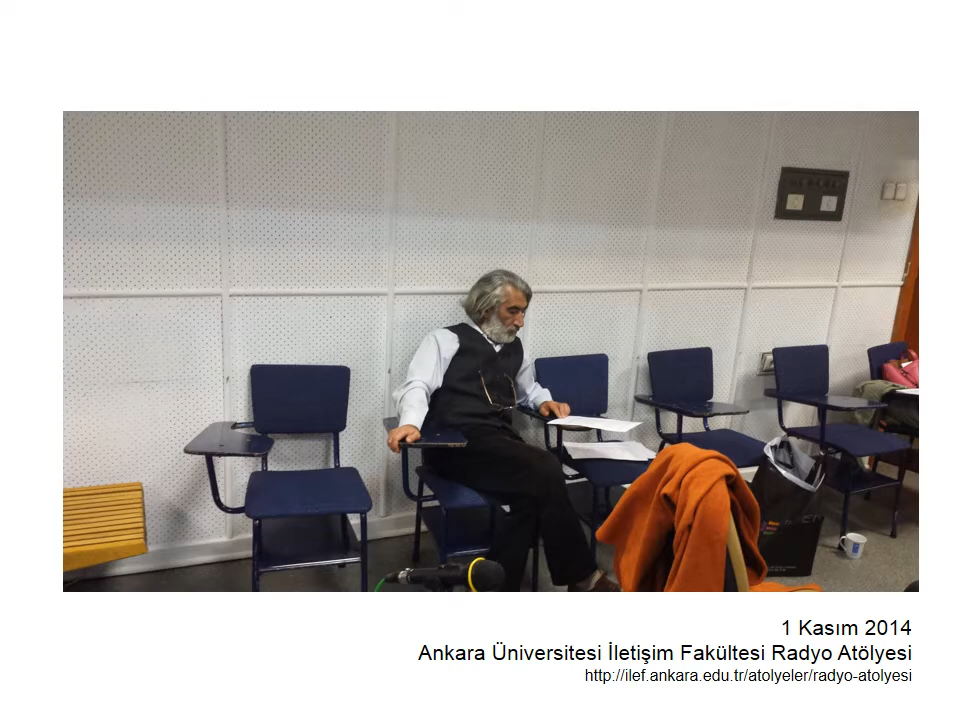 1 Kasım 2014
Ankara Üniversitesi İletişim Fakültesi Radyo Atölyesi
http://ilef.ankara.edu.tr/atolyeler/radyo-atolyesi